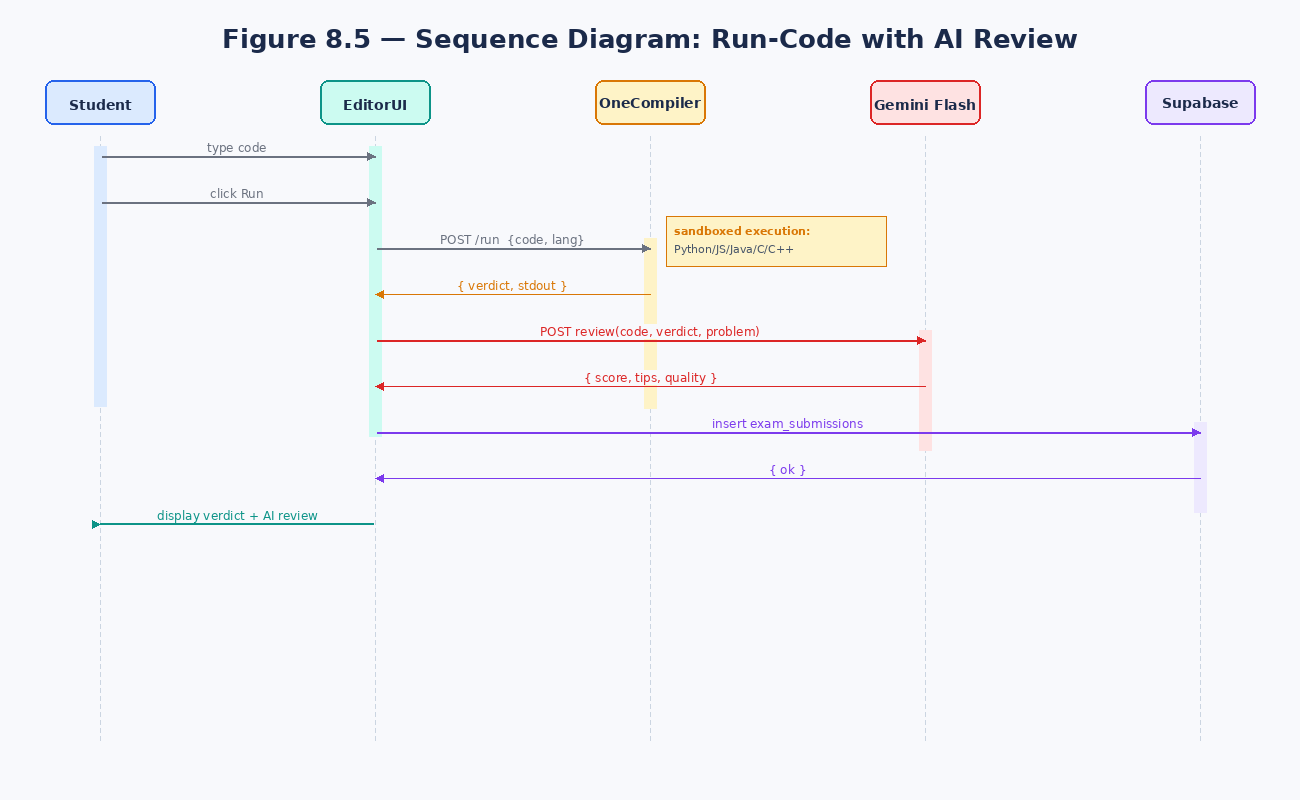 Figure 8.5 — Sequence Diagram: Run-Code with AI Review
Student
EditorUI
OneCompiler
Gemini Flash
Supabase
type code
click Run
sandboxed execution:
POST /run  {code, lang}
Python/JS/Java/C/C++
{ verdict, stdout }
POST review(code, verdict, problem)
{ score, tips, quality }
insert exam_submissions
{ ok }
display verdict + AI review